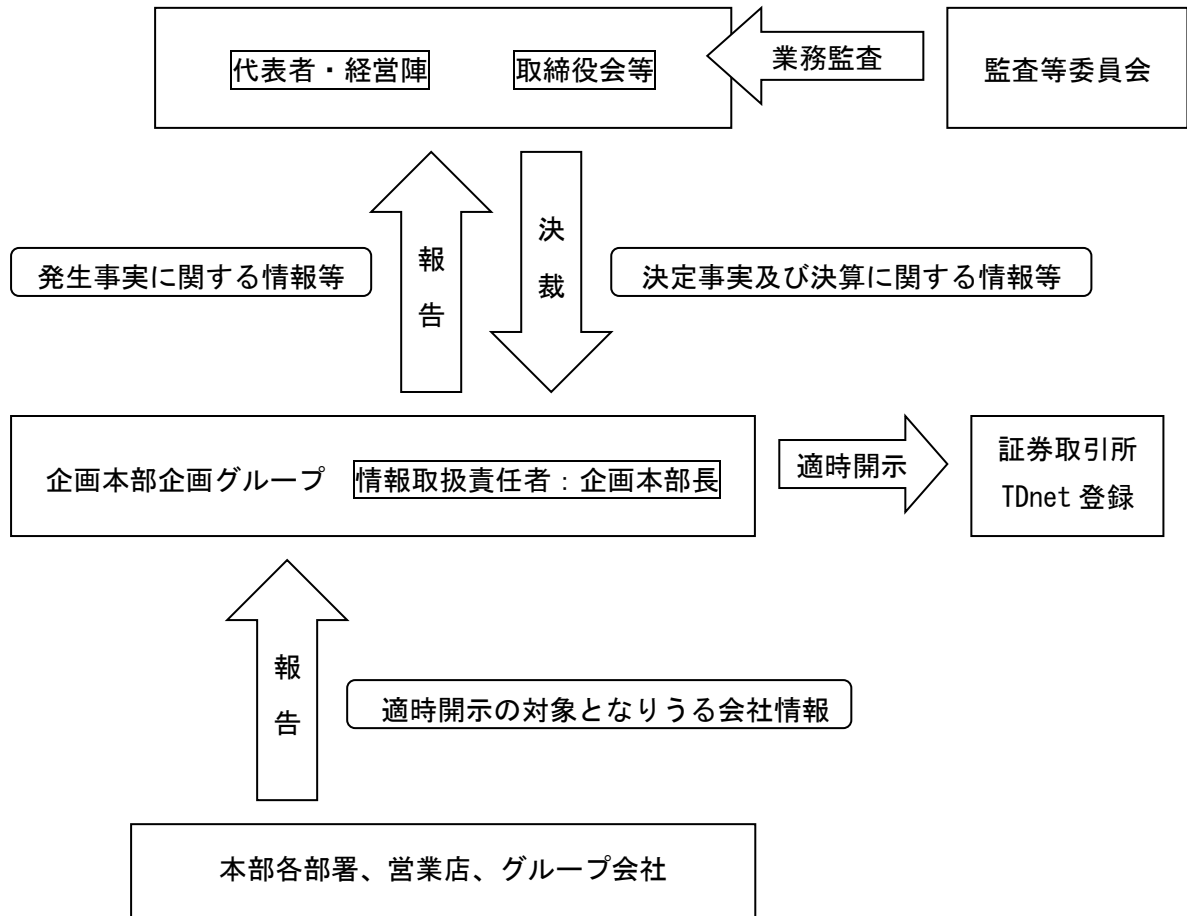 代表者・経営陣
取締役会等
業務監査
監査等委員会
発生事実に関する情報等
報告
決裁
決定事実及び決算に関する情報等
企画本部企画グループ
情報取扱責任者：企画本部長
適時開示
証券取引所
TDnet 登録
報告
適時開示の対象となりうる会社情報
本部各部署、営業店、グループ会社